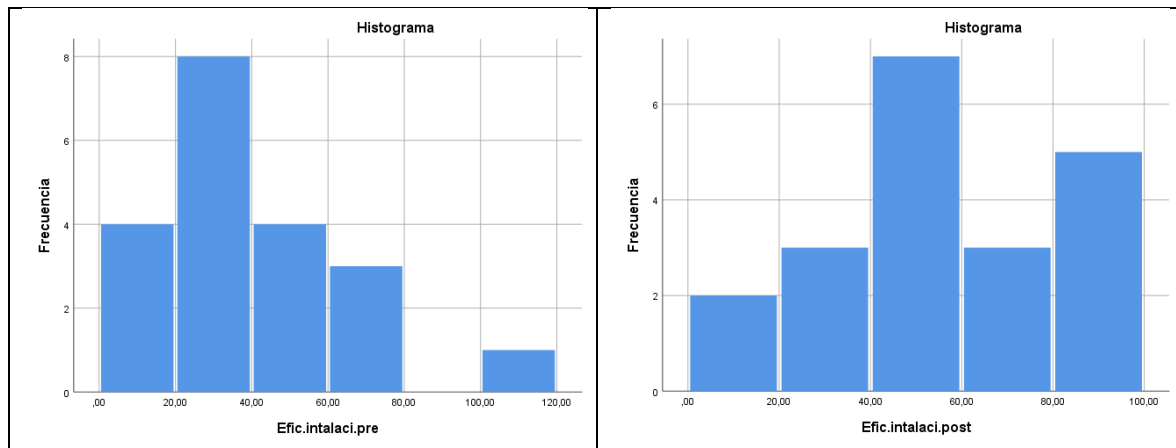 Histograma
Frecuencia
8
6
4
2
0
,00 20,00 40,00 60,00 80,00 100,00 120,00
Efic.intalaci.pre
Histograma
Frecuencia
6
4
2
0
,00 20,00 40,00 60,00 80,00 100,00
Efic.intalaci.post